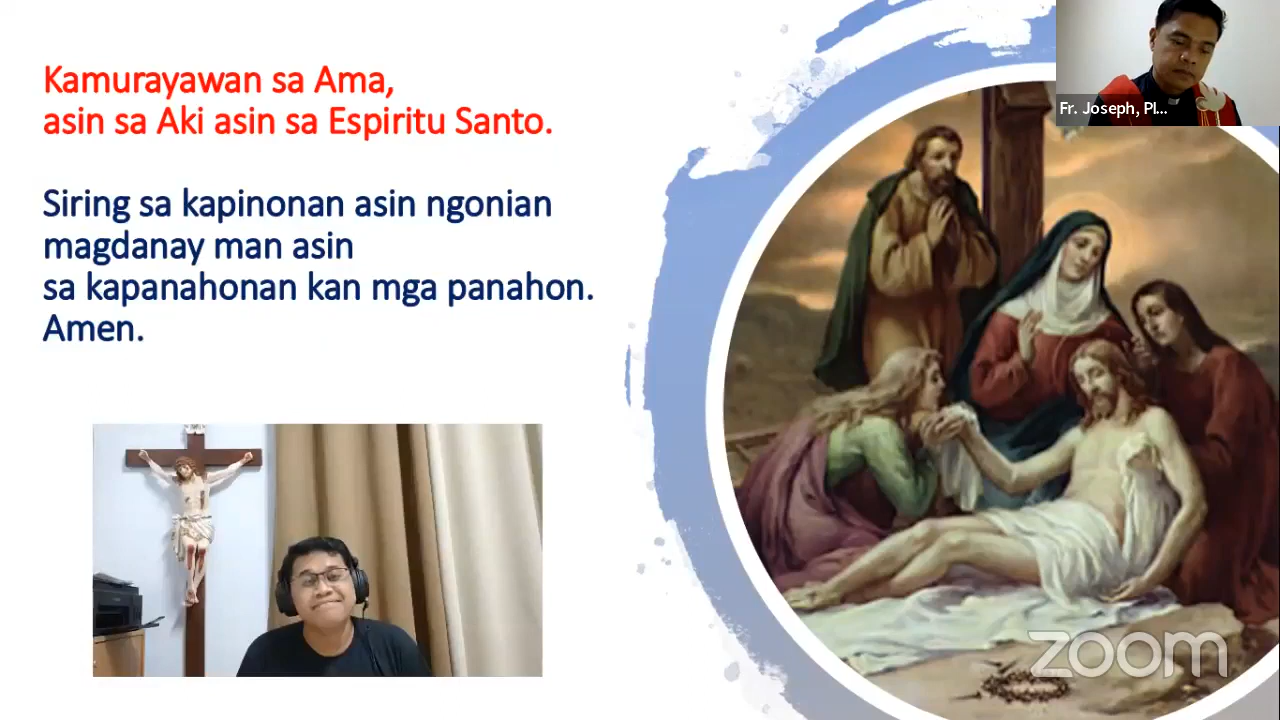 Kamurayawan sa Ama,
asin sa Aki asin sa Espiritu Santo.
Siring sa kapinonan asin ngonian
magdanay man asin
sa kapanahonan kan mga panahon.
Amen.
Fr. Joseph, Pl...
zoom